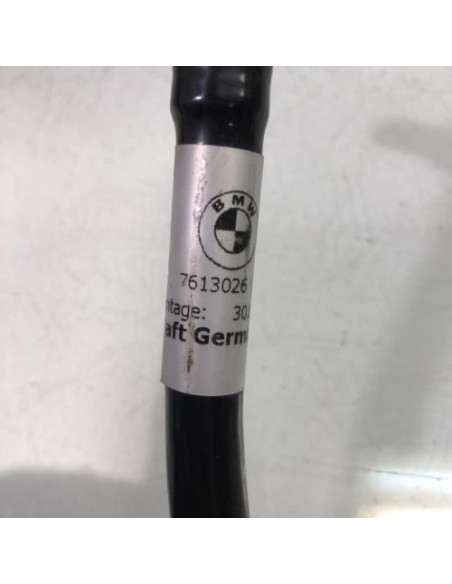 BMW
7613026
ntage: 30.
aft Germ